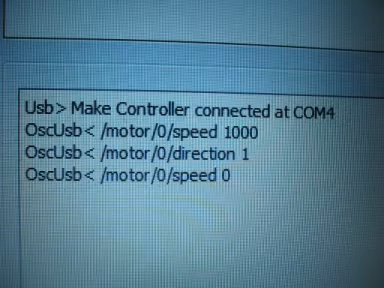 Usb> Make Controller connected at COM4
OscUsb< /motor/0/speed 1000
OscUsb< /motor/0/direction 1
OscUsb< /motor/0/speed 0